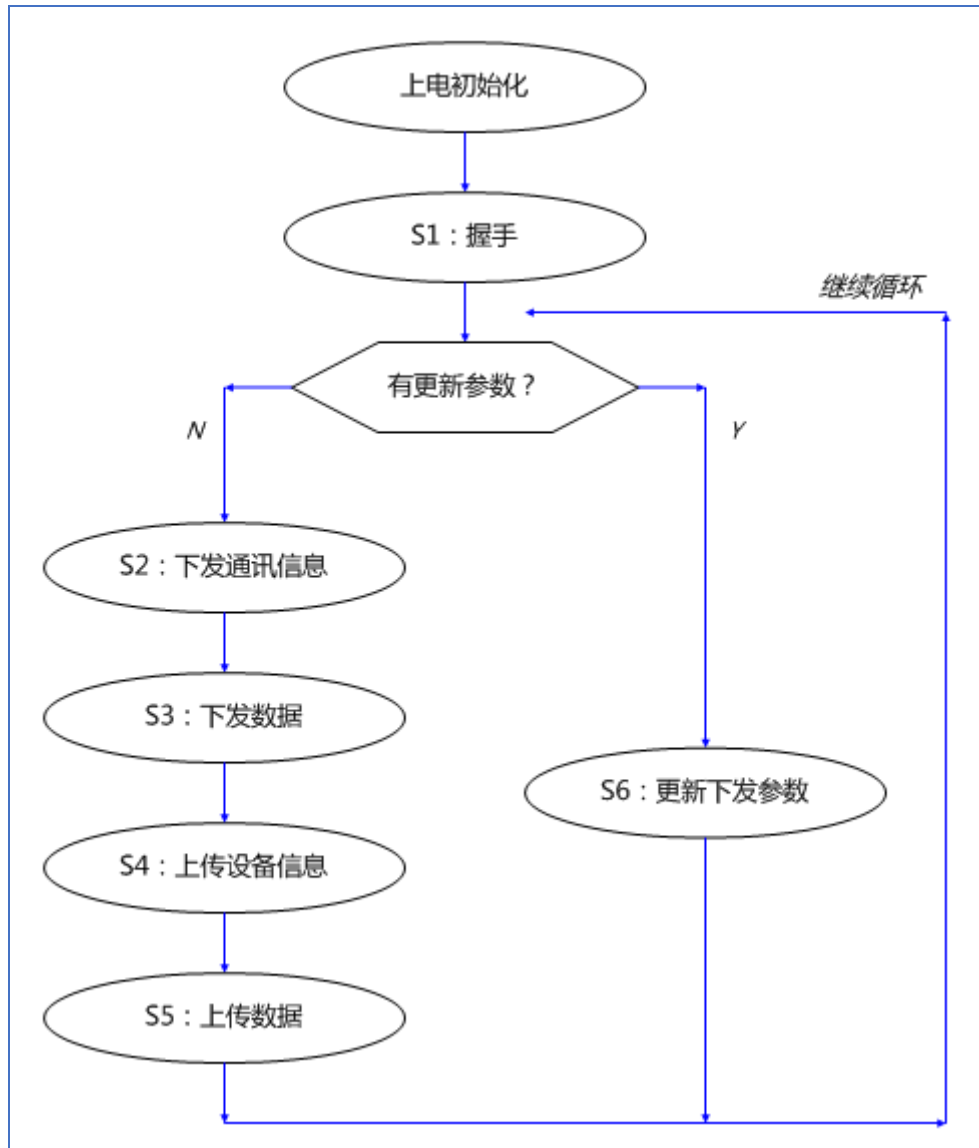 上电初始化
S1：握手
继续循环
有更新参数？
N
Y
S2：下发通讯信息
S3：下发数据
S6：更新下发参数
S4：上传设备信息
S5：上传数据